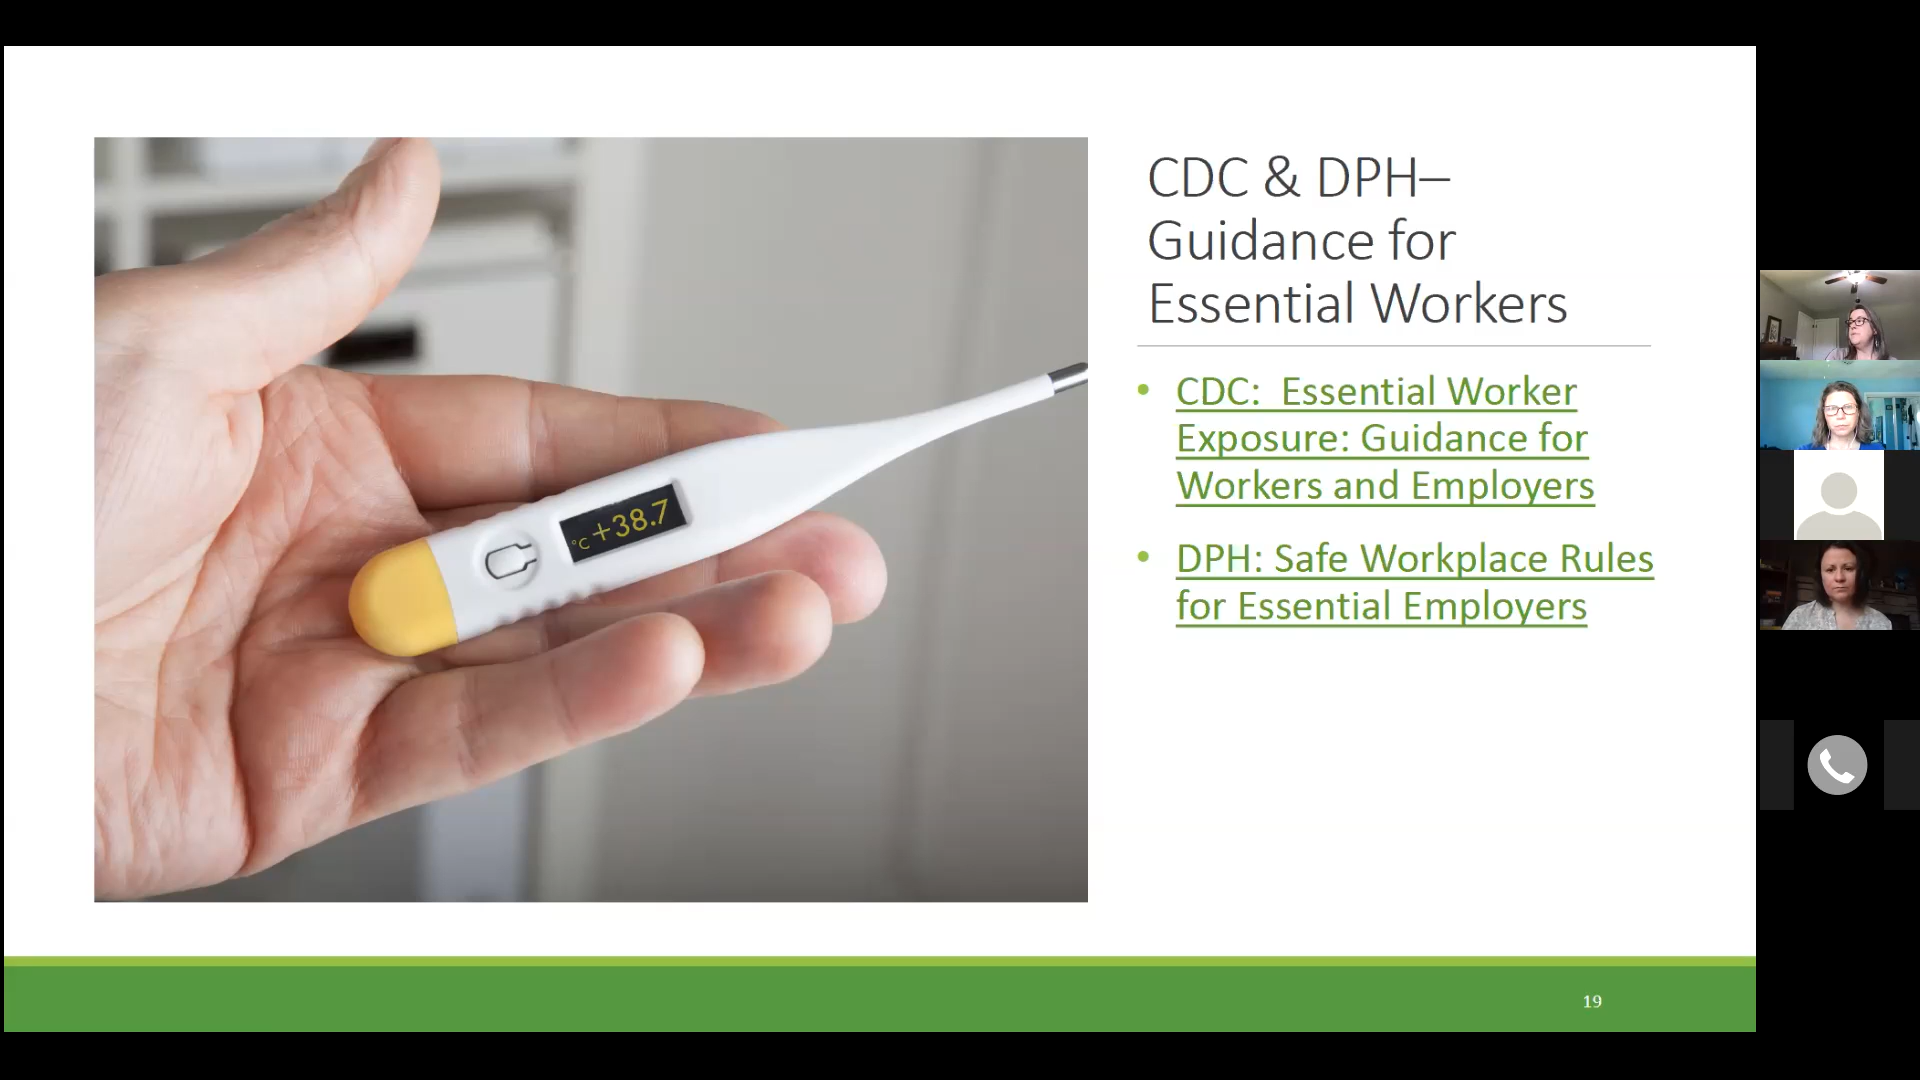 CDC & DPH–
Guidance for
Essential Workers
• CDC:  Essential Worker
Exposure: Guidance for
Workers and Employers
• DPH: Safe Workplace Rules
for Essential Employers
°C +38.7
19